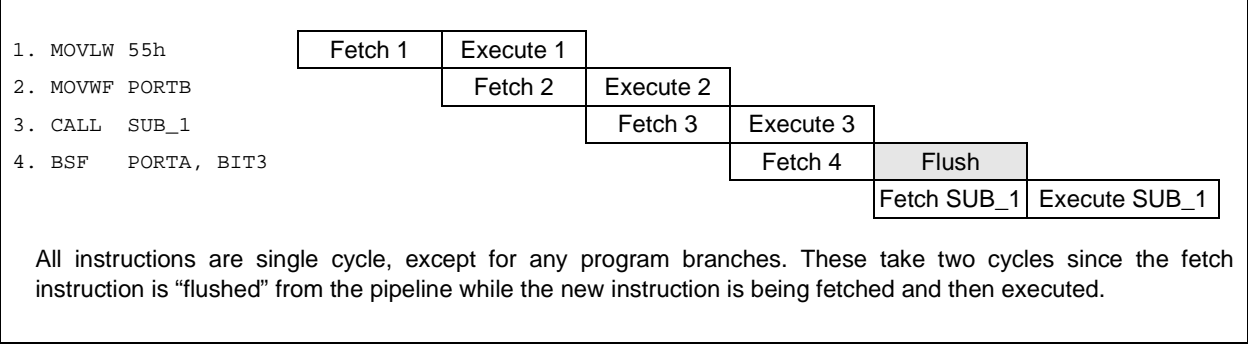 1. MOVLW 55h Fetch 1 Execute 1
2. MOVWF PORTB Fetch 2 Execute 2
3. CALL SUB_1 Fetch 3 Execute 3
4. BSF PORTA, BIT3 Fetch 4 Flush
Fetch SUB_1 Execute SUB_1
All instructions are single cycle, except for any program branches. These take two cycles since the fetch
instruction is “flushed” from the pipeline while the new instruction is being fetched and then executed.